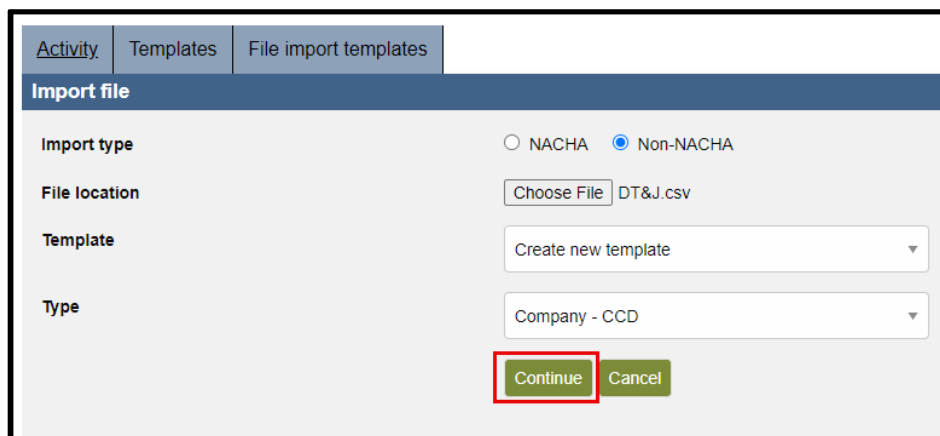 Activity Templates File import templates
Import file
Import type NACHA Non-NACHA
File location Choose File DT&J.csv
Template Create new template
Type Company - CCD
Continue Cancel